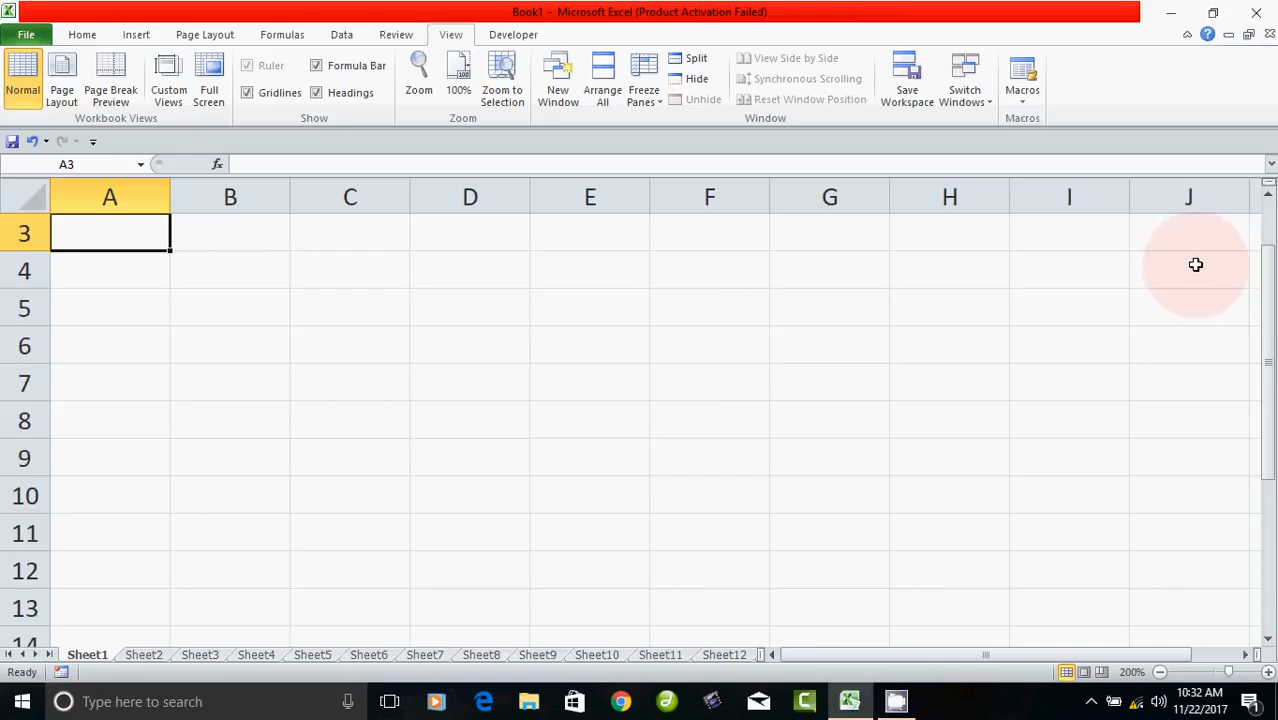 Book1 - Microsoft Excel (Product Activation Failed)
File Home Insert Page Layout Formulas Data Review View Developer
Normal Page Layout Page Break Preview Custom Views Full Screen
Workbook Views
Ruler Formula Bar
Gridlines Headings
Show
Zoom 100% Zoom to Selection
Zoom
New Window Arrange All Freeze Panes
Split
Hide
Unhide
View Side by Side
Synchronous Scrolling
Reset Window Position
Save Workspace Switch Windows
Window
Macros
Macros
A3 fx
A B C D E F G H I J
3
4
5
6
7
8
9
10
11
12
13
14
Sheet1 Sheet2 Sheet3 Sheet4 Sheet5 Sheet6 Sheet7 Sheet8 Sheet9 Sheet10 Sheet11 Sheet12
Ready 200%
Type here to search
10:32 AM
11/22/2017